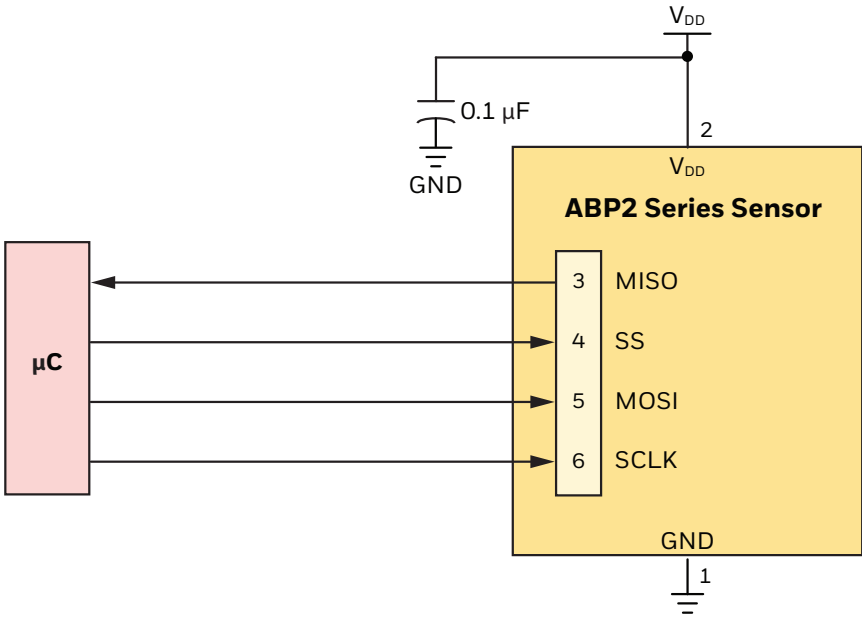 VDD
0.1 µF
GND
2
VDD
ABP2 Series Sensor
µC
3 MISO
4 SS
5 MOSI
6 SCLK
GND
1